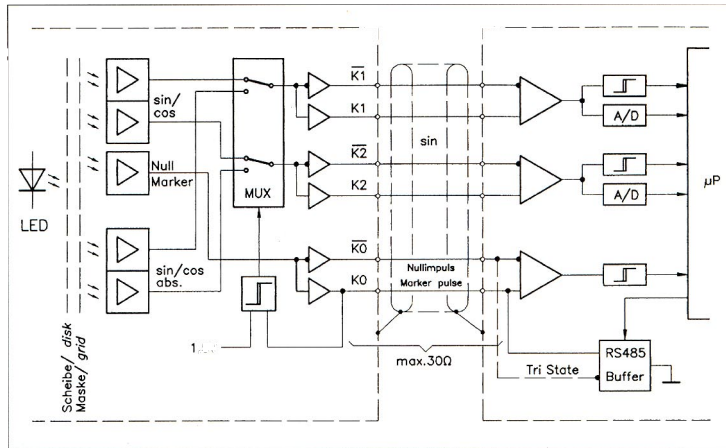 LED
Scheibe/ disk
Maske/ grid
sin/
cos
Null
Marker
sin/cos
abs.
MUX
K1
K1
K2
K2
K0
K0
sin
Nullimpuls
Marker pulse
max.30Ω
A/D
A/D
µP
Tri State
RS485
Buffer